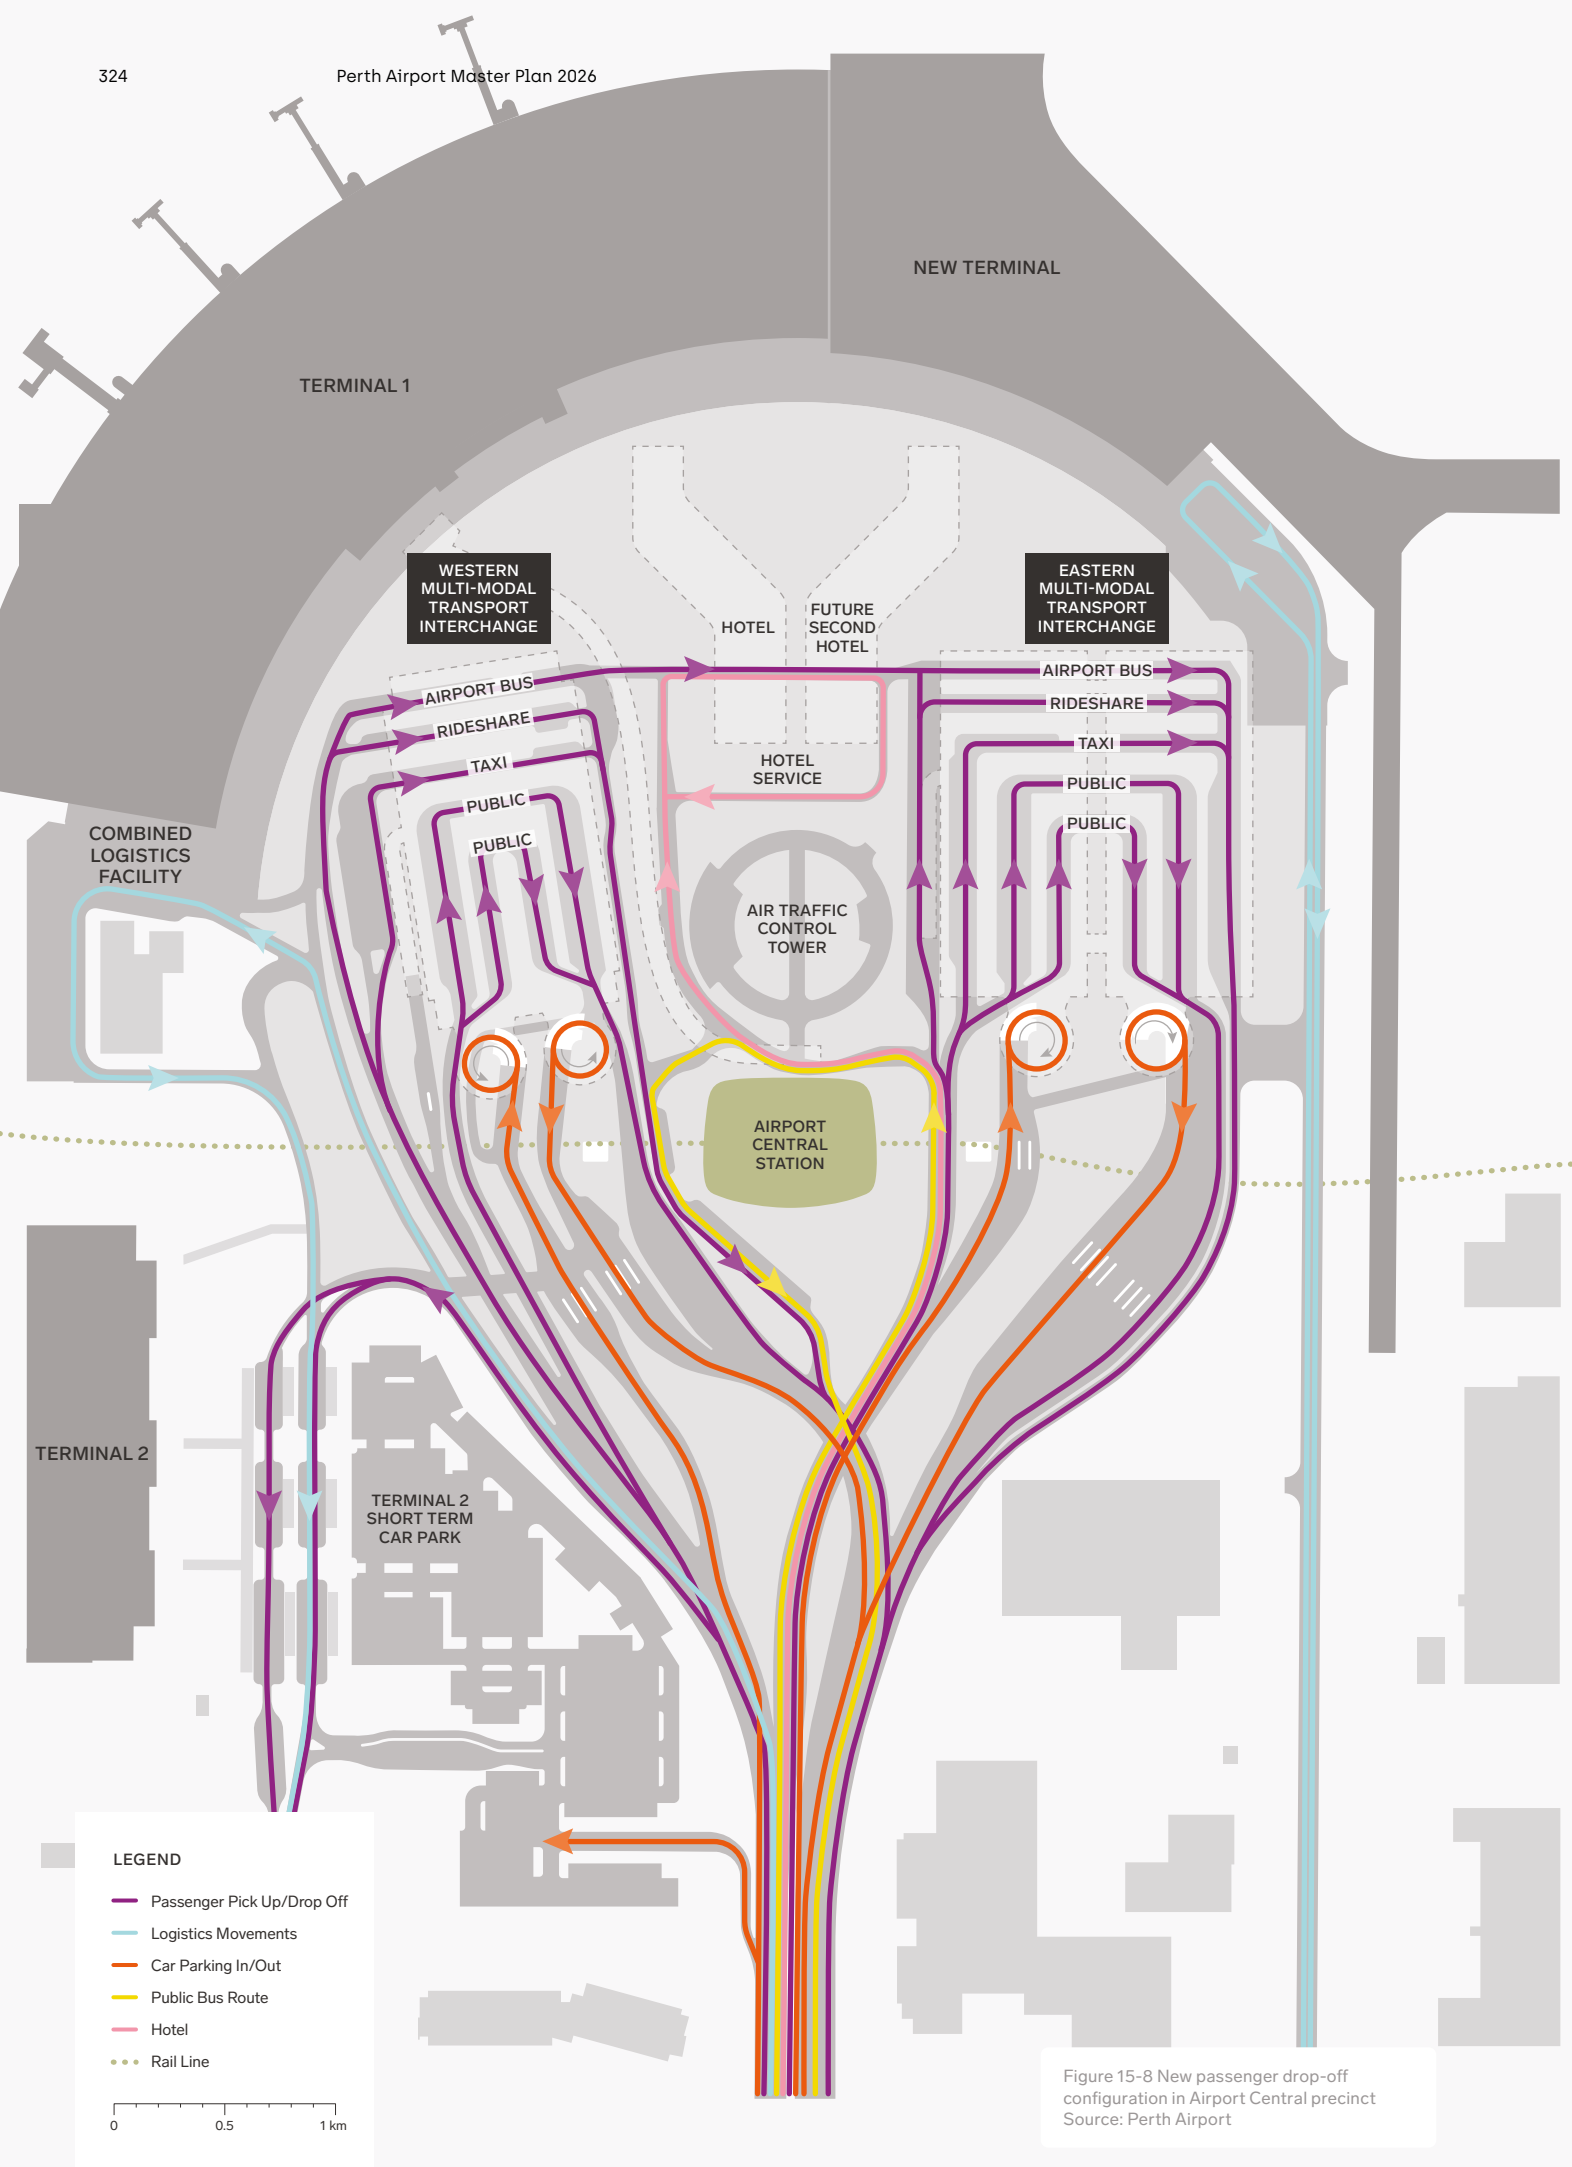 324
Perth Airport Master Plan 2026
NEW TERMINAL
TERMINAL 1
WESTERN
MULTI-MODAL
TRANSPORT
INTERCHANGE
EASTERN
MULTI-MODAL
TRANSPORT
INTERCHANGE
HOTEL
FUTURE
SECOND
HOTEL
AIRPORT BUS
RIDESHARE
TAXI
PUBLIC
PUBLIC
AIRPORT BUS
RIDESHARE
TAXI
PUBLIC
PUBLIC
HOTEL
SERVICE
COMBINED
LOGISTICS
FACILITY
AIR TRAFFIC
CONTROL
TOWER
AIRPORT
CENTRAL
STATION
TERMINAL 2
TERMINAL 2
SHORT TERM
CAR PARK
LEGEND
Passenger Pick Up/Drop Off
Logistics Movements
Car Parking In/Out
Public Bus Route
Hotel
Rail Line
0 0.5 1 km
Figure 15-8 New passenger drop-off
configuration in Airport Central precinct
Source: Perth Airport